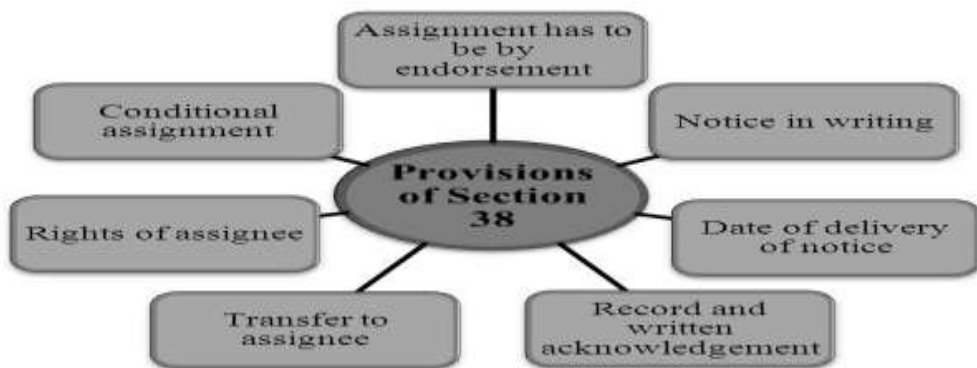 Assignment has to
be by
endorsement
Conditional
assignment
Notice in writing
Provisions
of Section
38
Rights of assignee
Date of delivery
of notice
Transfer to
assignee
Record and
written
acknowledgement